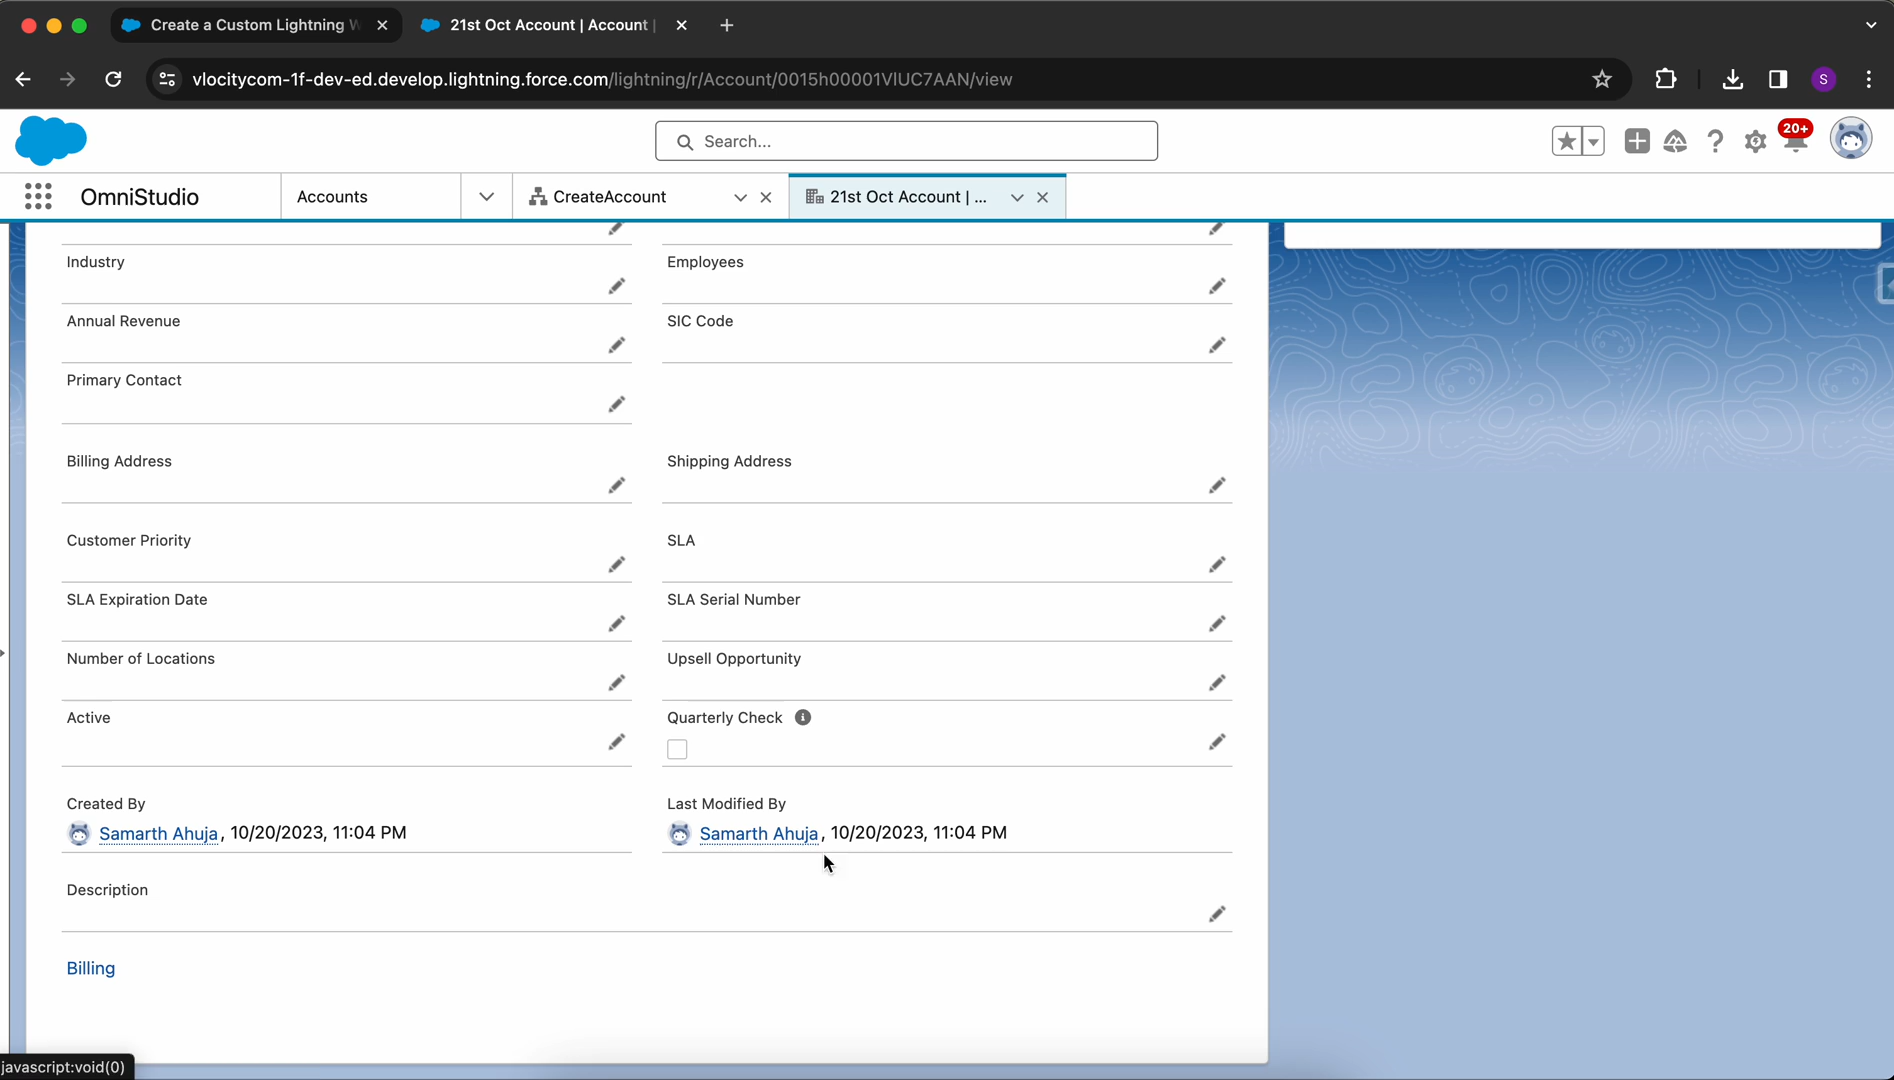 Create a Custom Lightning W
21st Oct Account | Account |
vlocitycom-1f-dev-ed.develop.lightning.force.com/lightning/r/Account/0015h00001VIUC7AAN/view
S
Search...
20+
OmniStudio
Accounts
CreateAccount
21st Oct Account | ...
Industry
Employees
Annual Revenue
SIC Code
Primary Contact
Billing Address
Shipping Address
Customer Priority
SLA
SLA Expiration Date
SLA Serial Number
Number of Locations
Upsell Opportunity
Active
Quarterly Check
Created By
Last Modified By
Samarth Ahuja, 10/20/2023, 11:04 PM
Samarth Ahuja, 10/20/2023, 11:04 PM
Description
Billing
javascript:void(0)